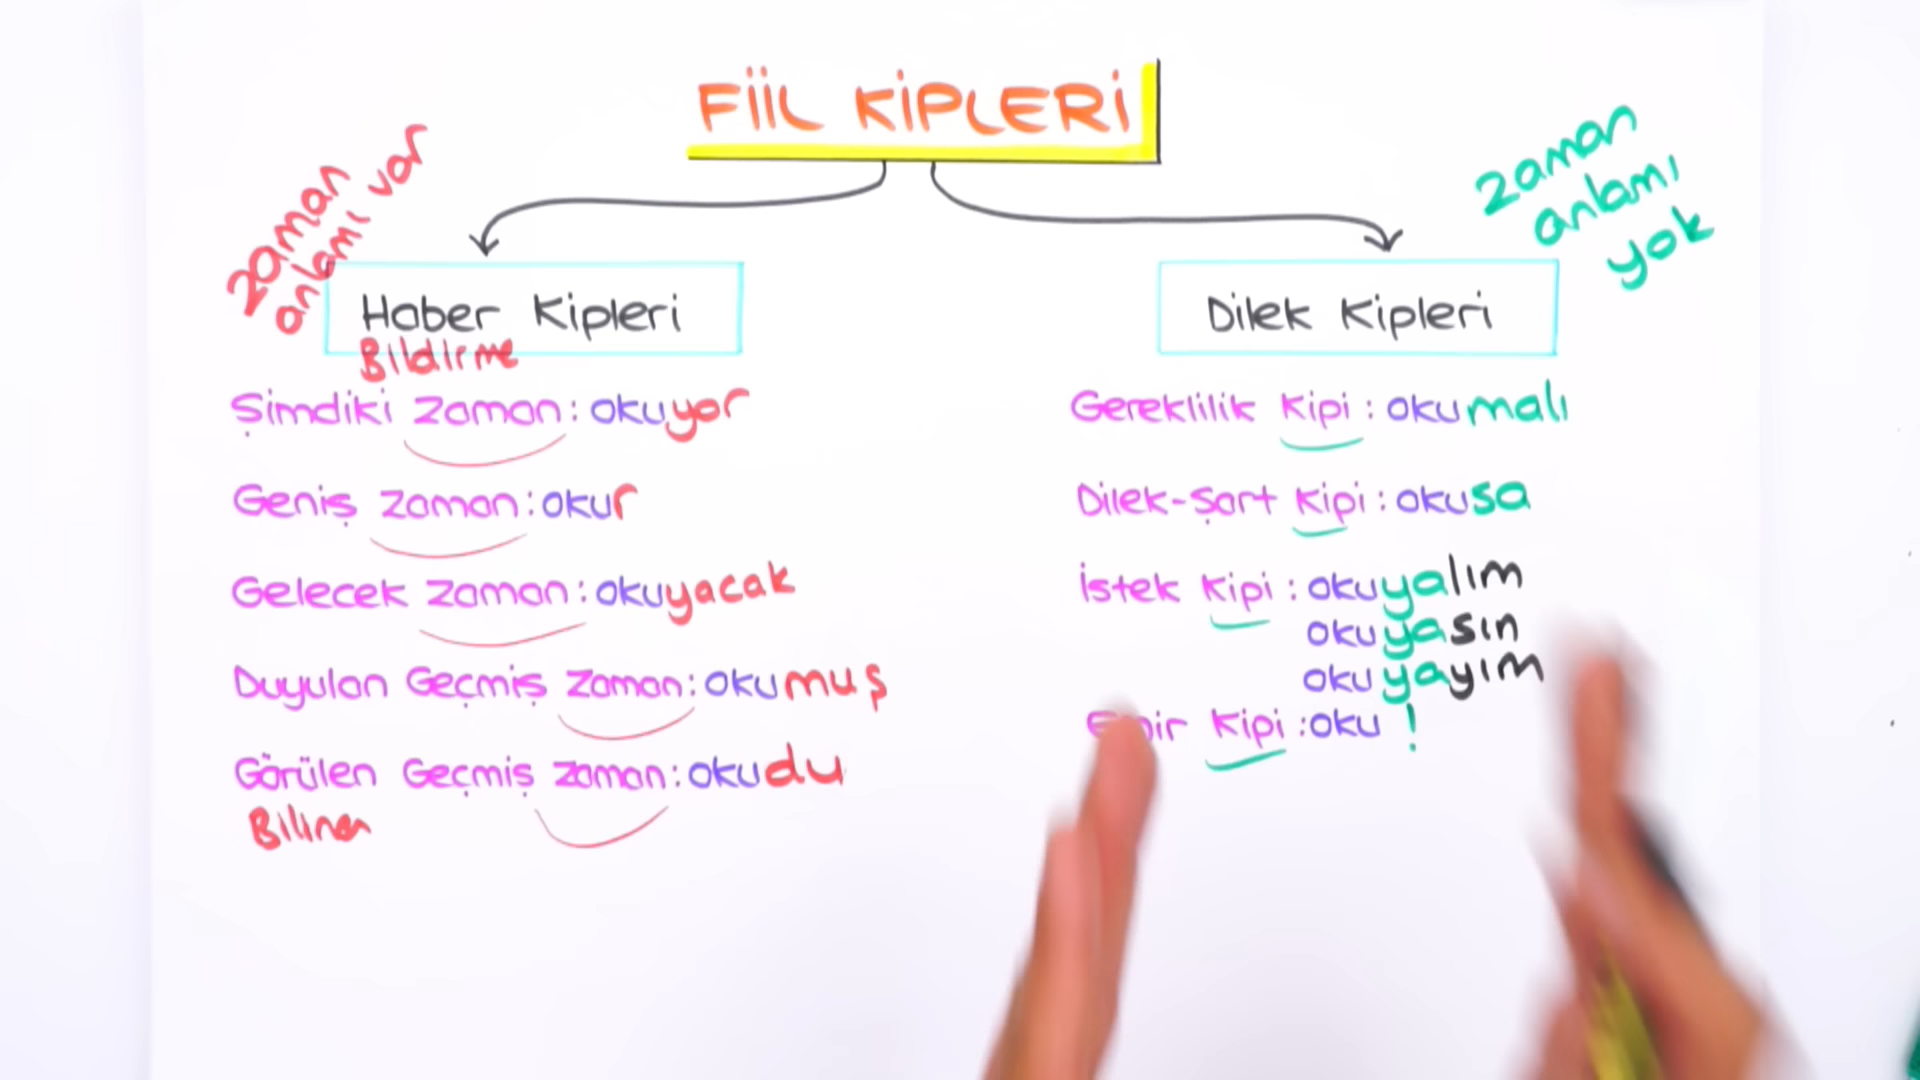 FİİL KİPLERİ
zaman
anlamı var
Haber Kipleri
Bildirme
Şimdiki Zaman: okuyor
Geniş Zaman: okur
Gelecek Zaman: okuyacak
Duyulan Geçmiş Zaman: okumuş
Görülen Geçmiş Zaman: okudu
Bilinen
zaman
anlamı
yok
Dilek Kipleri
Gereklilik Kipi: okumalı
Dilek-Şart Kipi: okusa
İstek Kipi: okuyalım
okuyasın
okuyayım
Kipi: oku!